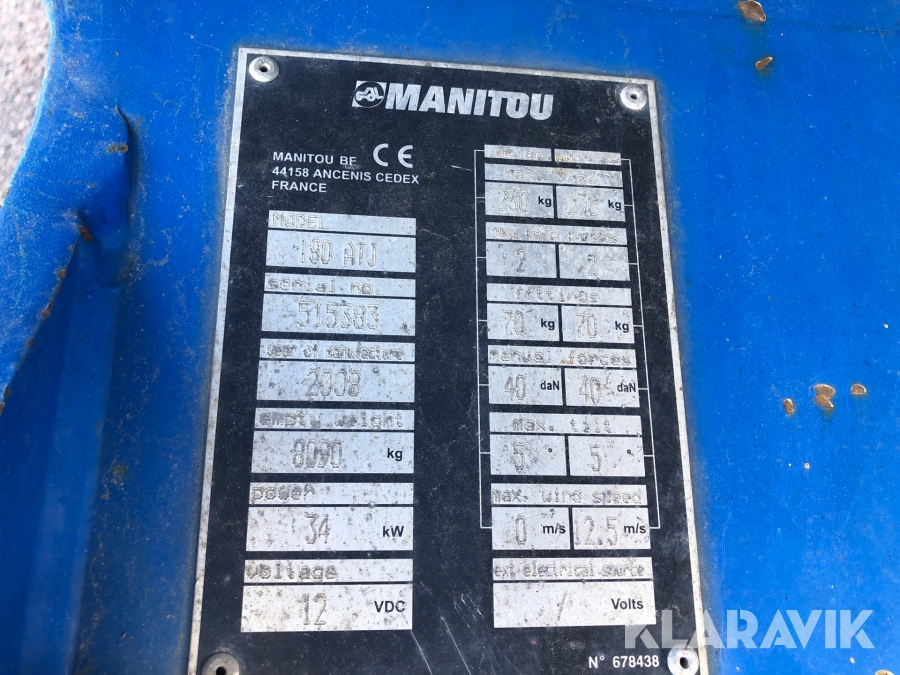 MANITOU
MANITOU BF CE
44158 ANCENIS CEDEX
FRANCE
MODEL
180 ATJ
serial no.
515383
year of manufacture
2008
empty weight
8090 kg
power
34 kW
voltage
12 VDC
230 kg kg
2 2
fittings
70 kg 70 kg
manual forces
40 daN 40 daN
max. tilt
5 ° 5 °
max. wind speed
0 m/s 12.5 m/s
ext electrical source
/ Volts
N° 678438
KLARAVIK